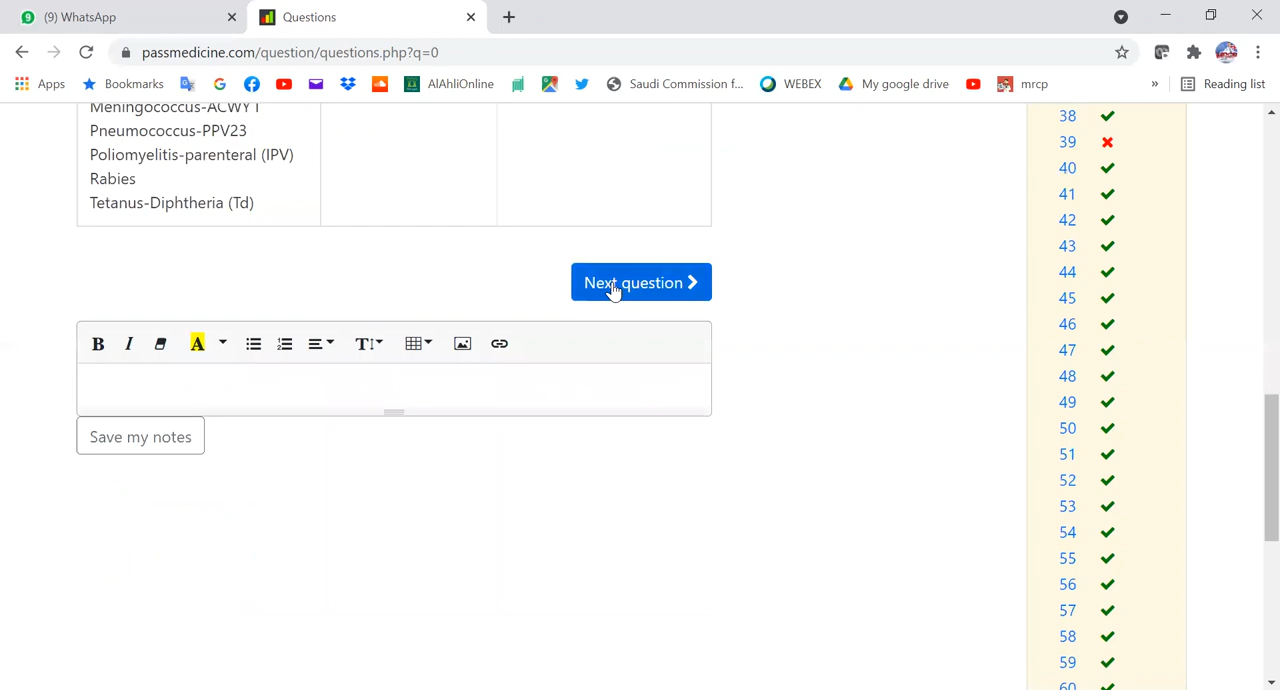 (9) WhatsApp
Questions
passmedicine.com/question/questions.php?q=0
Apps
Bookmarks
AlAhliOnline
Saudi Commission f...
WEBEX
My google drive
mrcp
»
Reading list
Meningococcus-ACWY1
Pneumococcus-PPV23
Poliomyelitis-parenteral (IPV)
Rabies
Tetanus-Diphtheria (Td)
Next question
B I A T
Save my notes
38
39
40
41
42
43
44
45
46
47
48
49
50
51
52
53
54
55
56
57
58
59
60